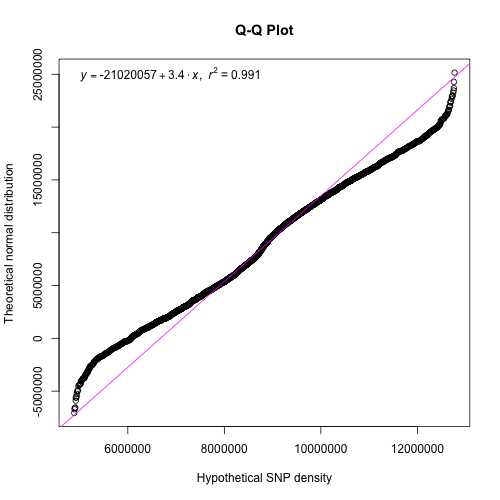 Q-Q Plot
y = -21020057 + 3.4 · x, r² = 0.991
Theoretical normal distribution
-5000000 0 5000000 15000000 25000000
6000000 8000000 10000000 12000000
Hypothetical SNP density